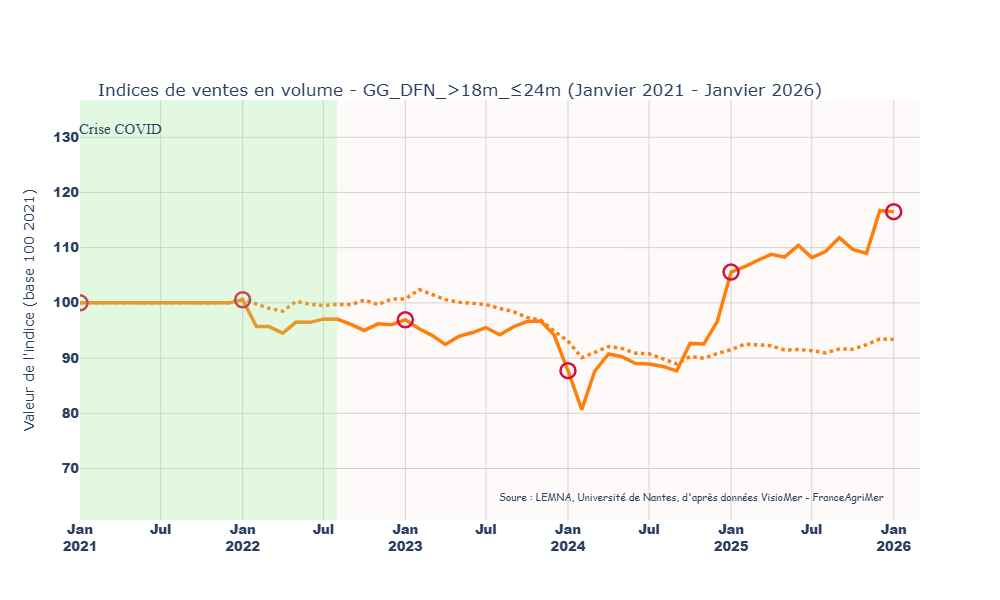 Indices de ventes en volume - GG_DFN_>18m_≤24m (Janvier 2021 - Janvier 2026)
Crise COVID
Valeur de l'indice (base 100 2021)
130
120
110
100
90
80
70
Soure : LEMNA, Université de Nantes, d'après données VisioMer - FranceAgriMer
Jan Jul Jan Jul Jan Jul Jan Jul Jan Jul Jan
2021 2022 2023 2024 2025 2026